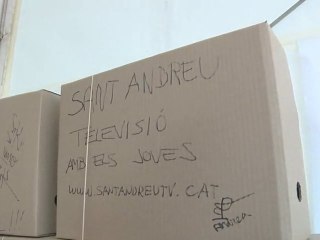 SANT ANDREU
TELEVISIÓ
AMB ELS JOVES
WWW.SANTANDREUTV.CAT